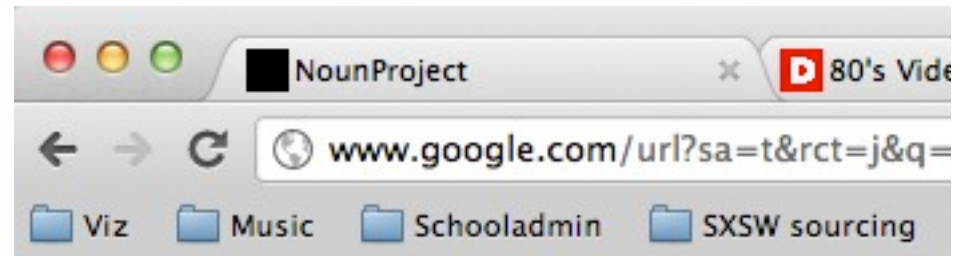 NounProject 80's Vide
www.google.com/url?sa=t&rct=j&q=
Viz Music Schooladmin SXSW sourcing